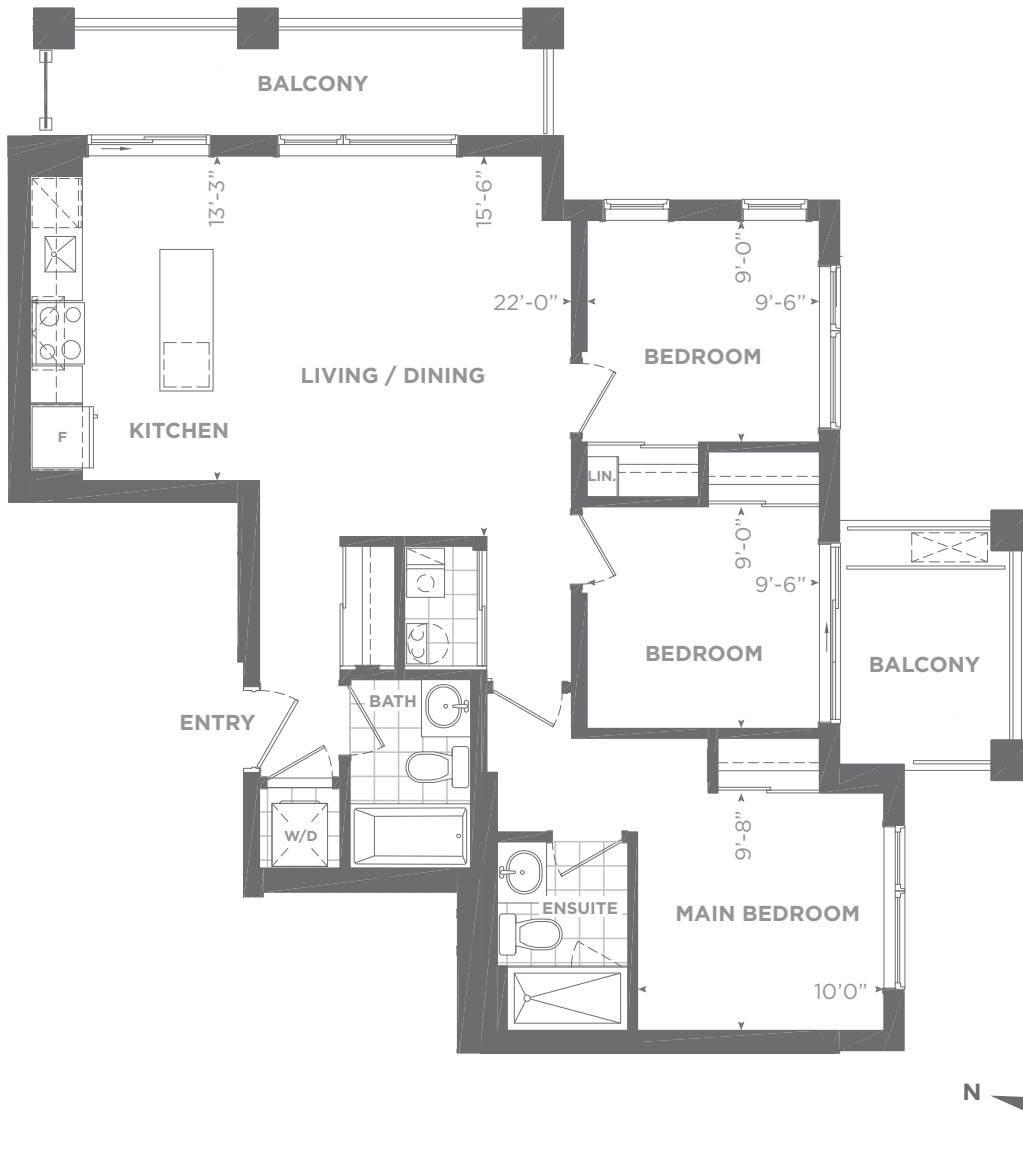 BALCONY
13'-3"
15'-6"
9'-0"
22'-0"
9'-6"
BEDROOM
LIVING / DINING
KITCHEN
F
LIN.
9'-0"
9'-6"
BEDROOM
BALCONY
BATH
ENTRY
W/D
9'-8"
ENSUITE
MAIN BEDROOM
10'0"
N